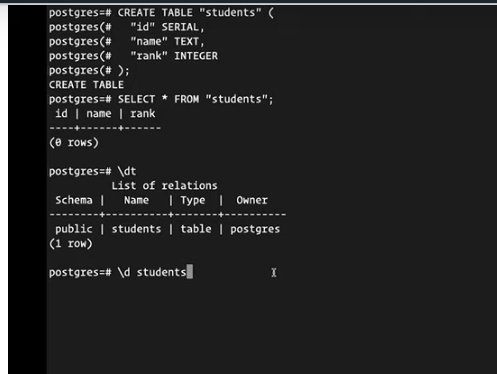 postgres=# CREATE TABLE "students" (
postgres(#   "id" SERIAL,
postgres(#   "name" TEXT,
postgres(#   "rank" INTEGER
postgres(# );
CREATE TABLE
postgres=# SELECT * FROM "students";
 id | name | rank
----+------+------
(0 rows)
postgres=# \dt
          List of relations
 Schema |   Name   | Type  |  Owner
--------+----------+-------+----------
 public | students | table | postgres
(1 row)
postgres=# \d students